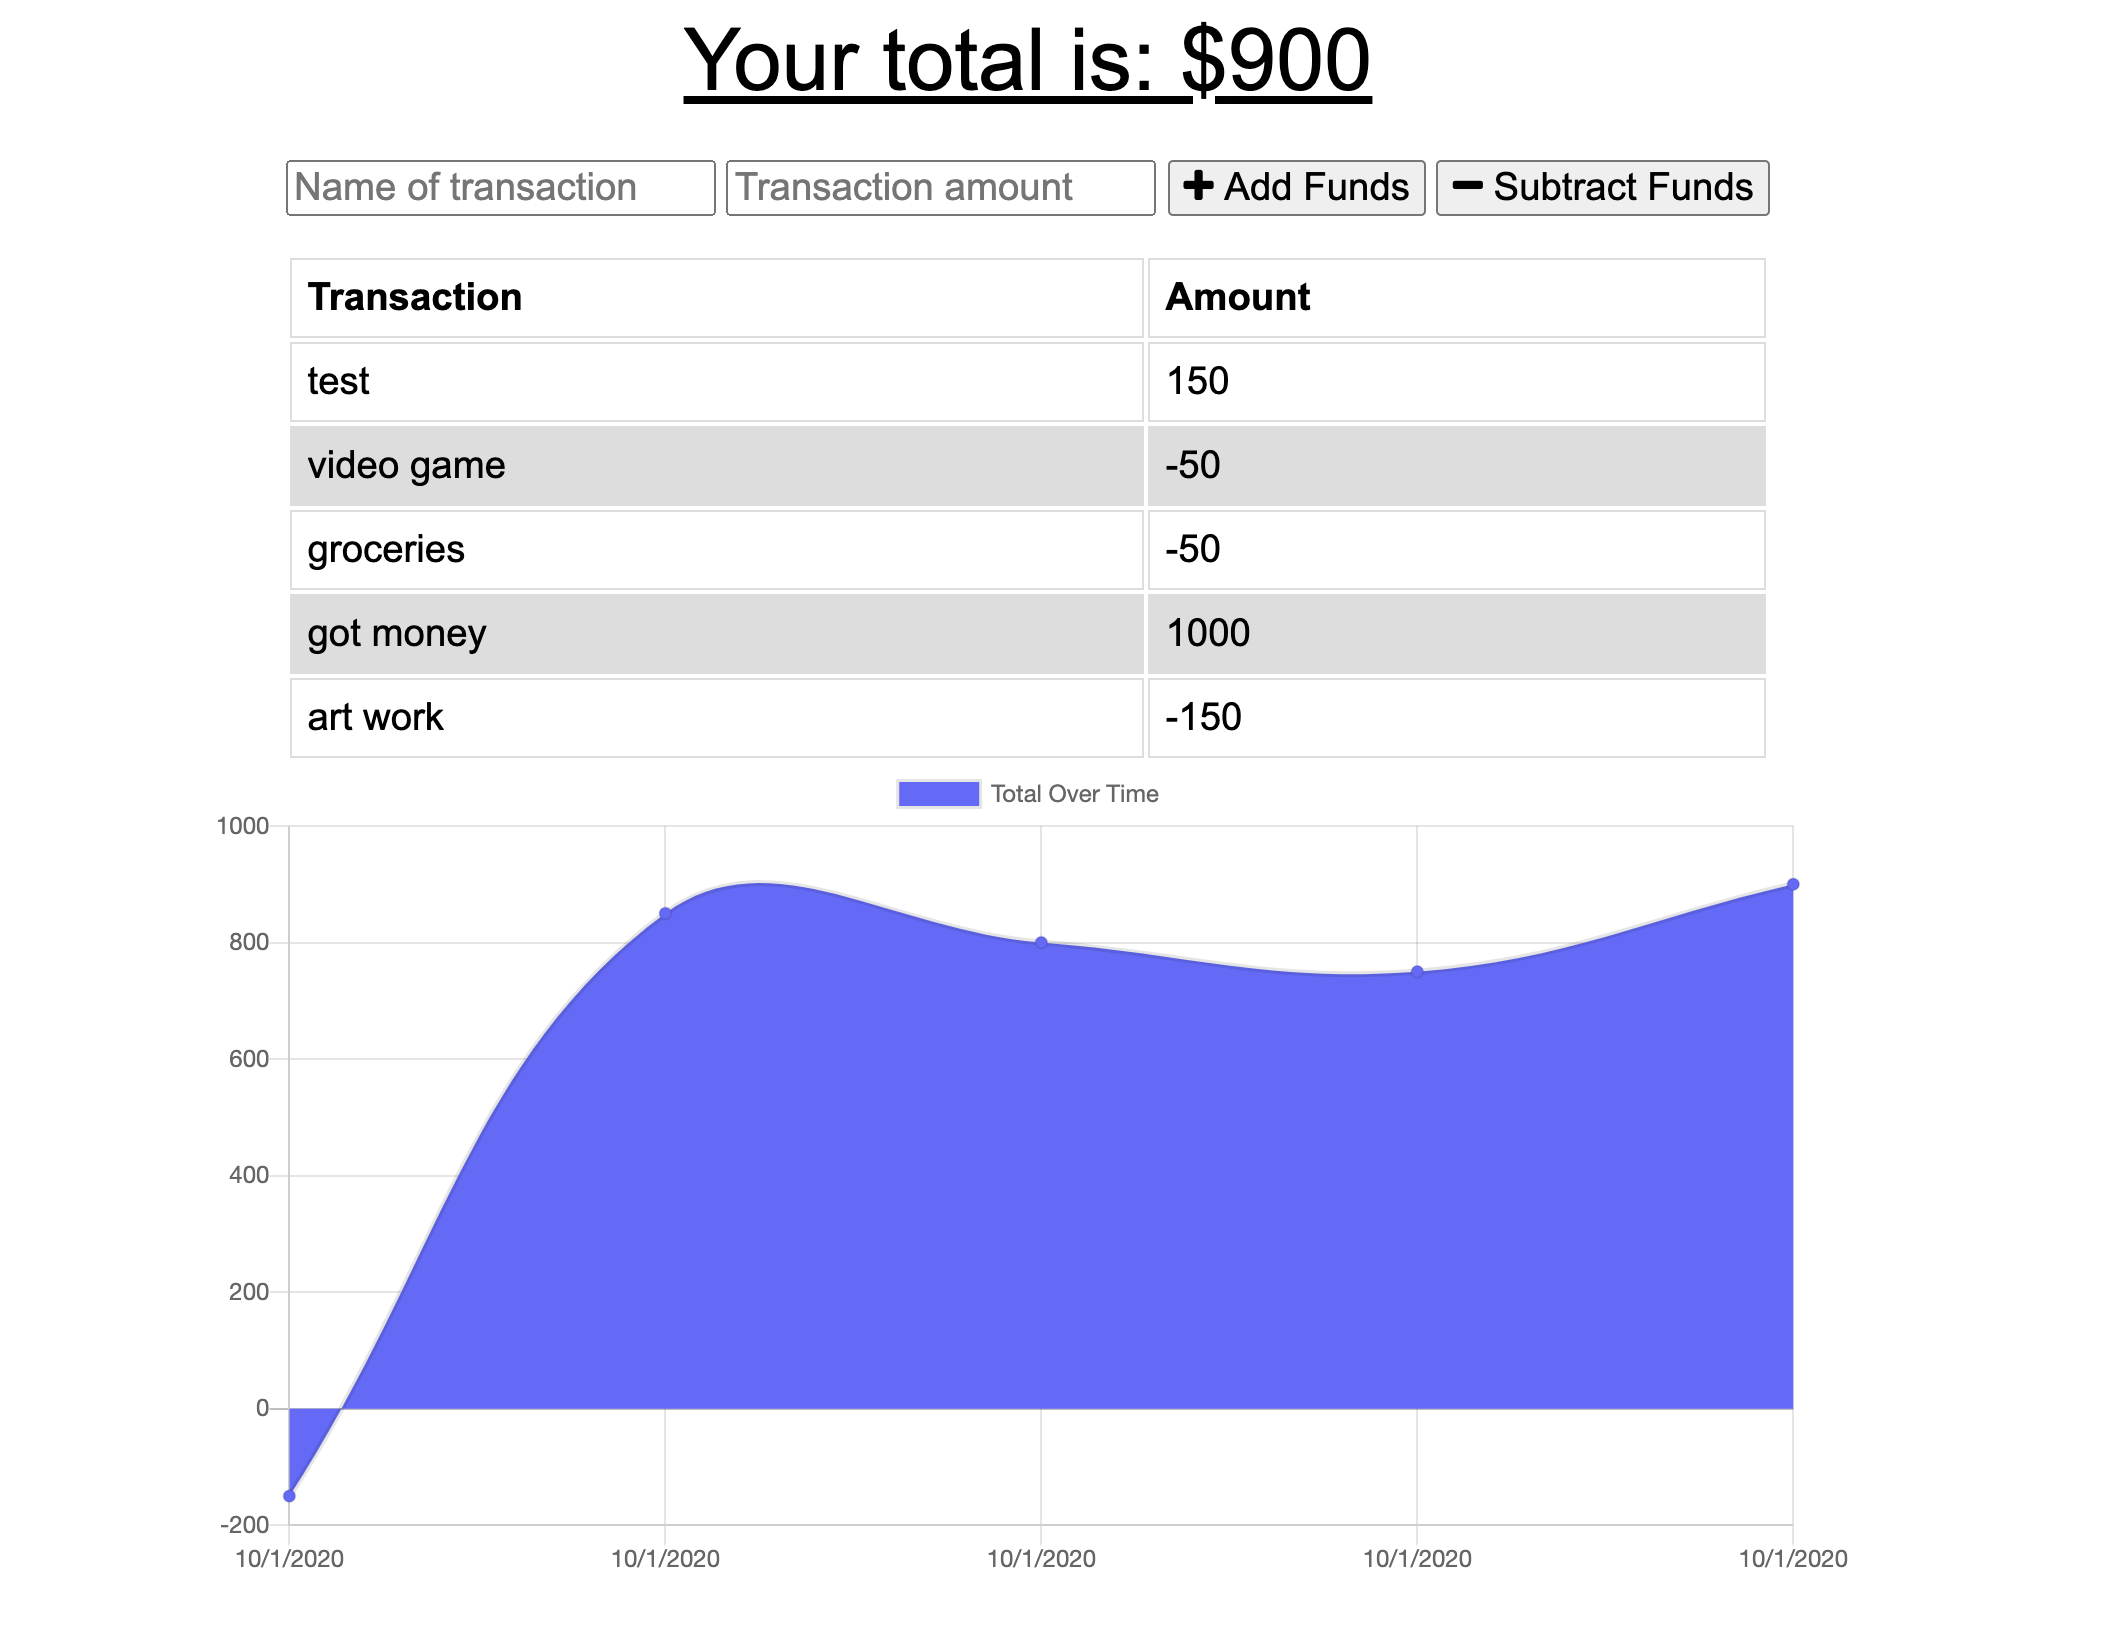 Your total is: $900
Name of transaction Transaction amount Add Funds Subtract Funds
Transaction Amount
test 150
video game -50
groceries -50
got money 1000
art work -150
Total Over Time
1000
800
600
400
200
0
-200
10/1/2020 10/1/2020 10/1/2020 10/1/2020 10/1/2020